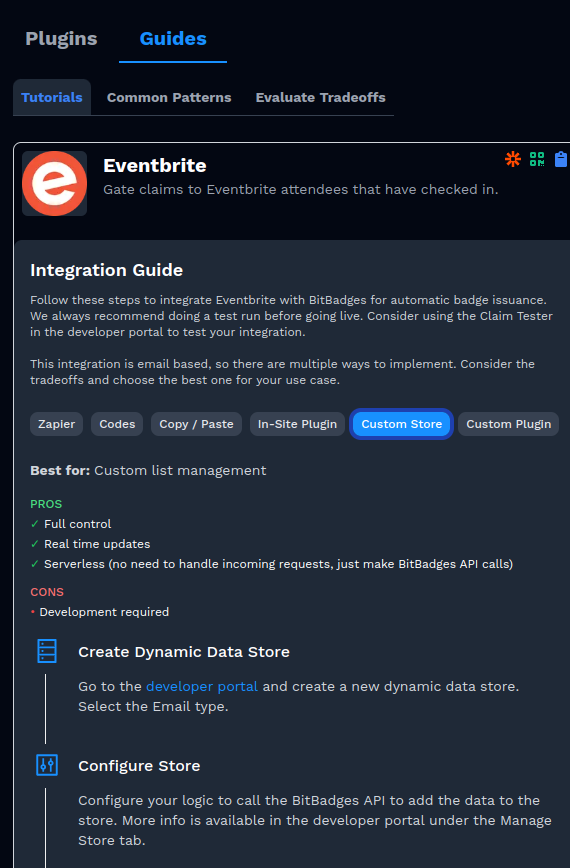 Plugins Guides
Tutorials Common Patterns Evaluate Tradeoffs
Eventbrite
Gate claims to Eventbrite attendees that have checked in.
Integration Guide
Follow these steps to integrate Eventbrite with BitBadges for automatic badge issuance.
We always recommend doing a test run before going live. Consider using the Claim Tester
in the developer portal to test your integration.
This integration is email based, so there are multiple ways to implement. Consider the
tradeoffs and choose the best one for your use case.
Zapier Codes Copy / Paste In-Site Plugin Custom Store Custom Plugin
Best for: Custom list management
PROS
✓ Full control
✓ Real time updates
✓ Serverless (no need to handle incoming requests, just make BitBadges API calls)
CONS
• Development required
Create Dynamic Data Store
Go to the developer portal and create a new dynamic data store.
Select the Email type.
Configure Store
Configure your logic to call the BitBadges API to add the data to the
store. More info is available in the developer portal under the Manage
Store tab.